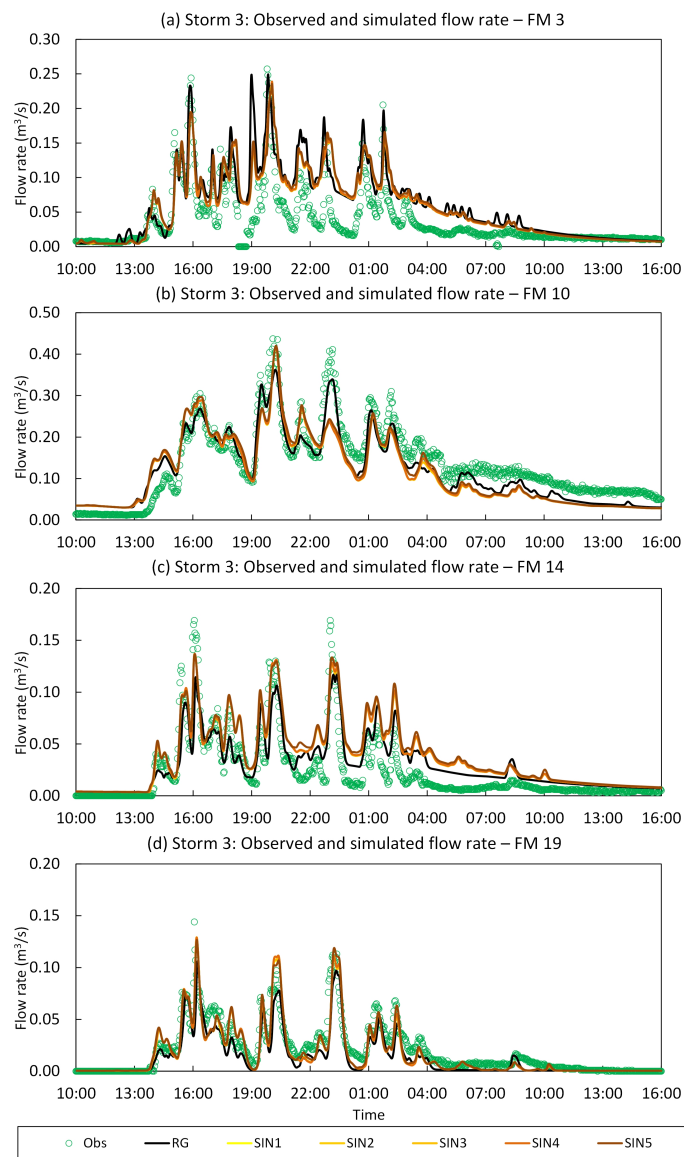 (a) Storm 3: Observed and simulated flow rate – FM 3
0.30
0.25
0.20
0.15
0.10
0.05
0.00
Flow rate (m³/s)
10:00 13:00 16:00 19:00 22:00 01:00 04:00 07:00 10:00 13:00 16:00
(b) Storm 3: Observed and simulated flow rate – FM 10
0.50
0.40
0.30
0.20
0.10
0.00
Flow rate (m³/s)
10:00 13:00 16:00 19:00 22:00 01:00 04:00 07:00 10:00 13:00 16:00
(c) Storm 3: Observed and simulated flow rate – FM 14
0.20
0.15
0.10
0.05
0.00
Flow rate (m³/s)
10:00 13:00 16:00 19:00 22:00 01:00 04:00 07:00 10:00 13:00 16:00
(d) Storm 3: Observed and simulated flow rate – FM 19
0.20
0.15
0.10
0.05
0.00
Flow rate (m³/s)
10:00 13:00 16:00 19:00 22:00 01:00 04:00 07:00 10:00 13:00 16:00
Time
Obs RG SIN1 SIN2 SIN3 SIN4 SIN5